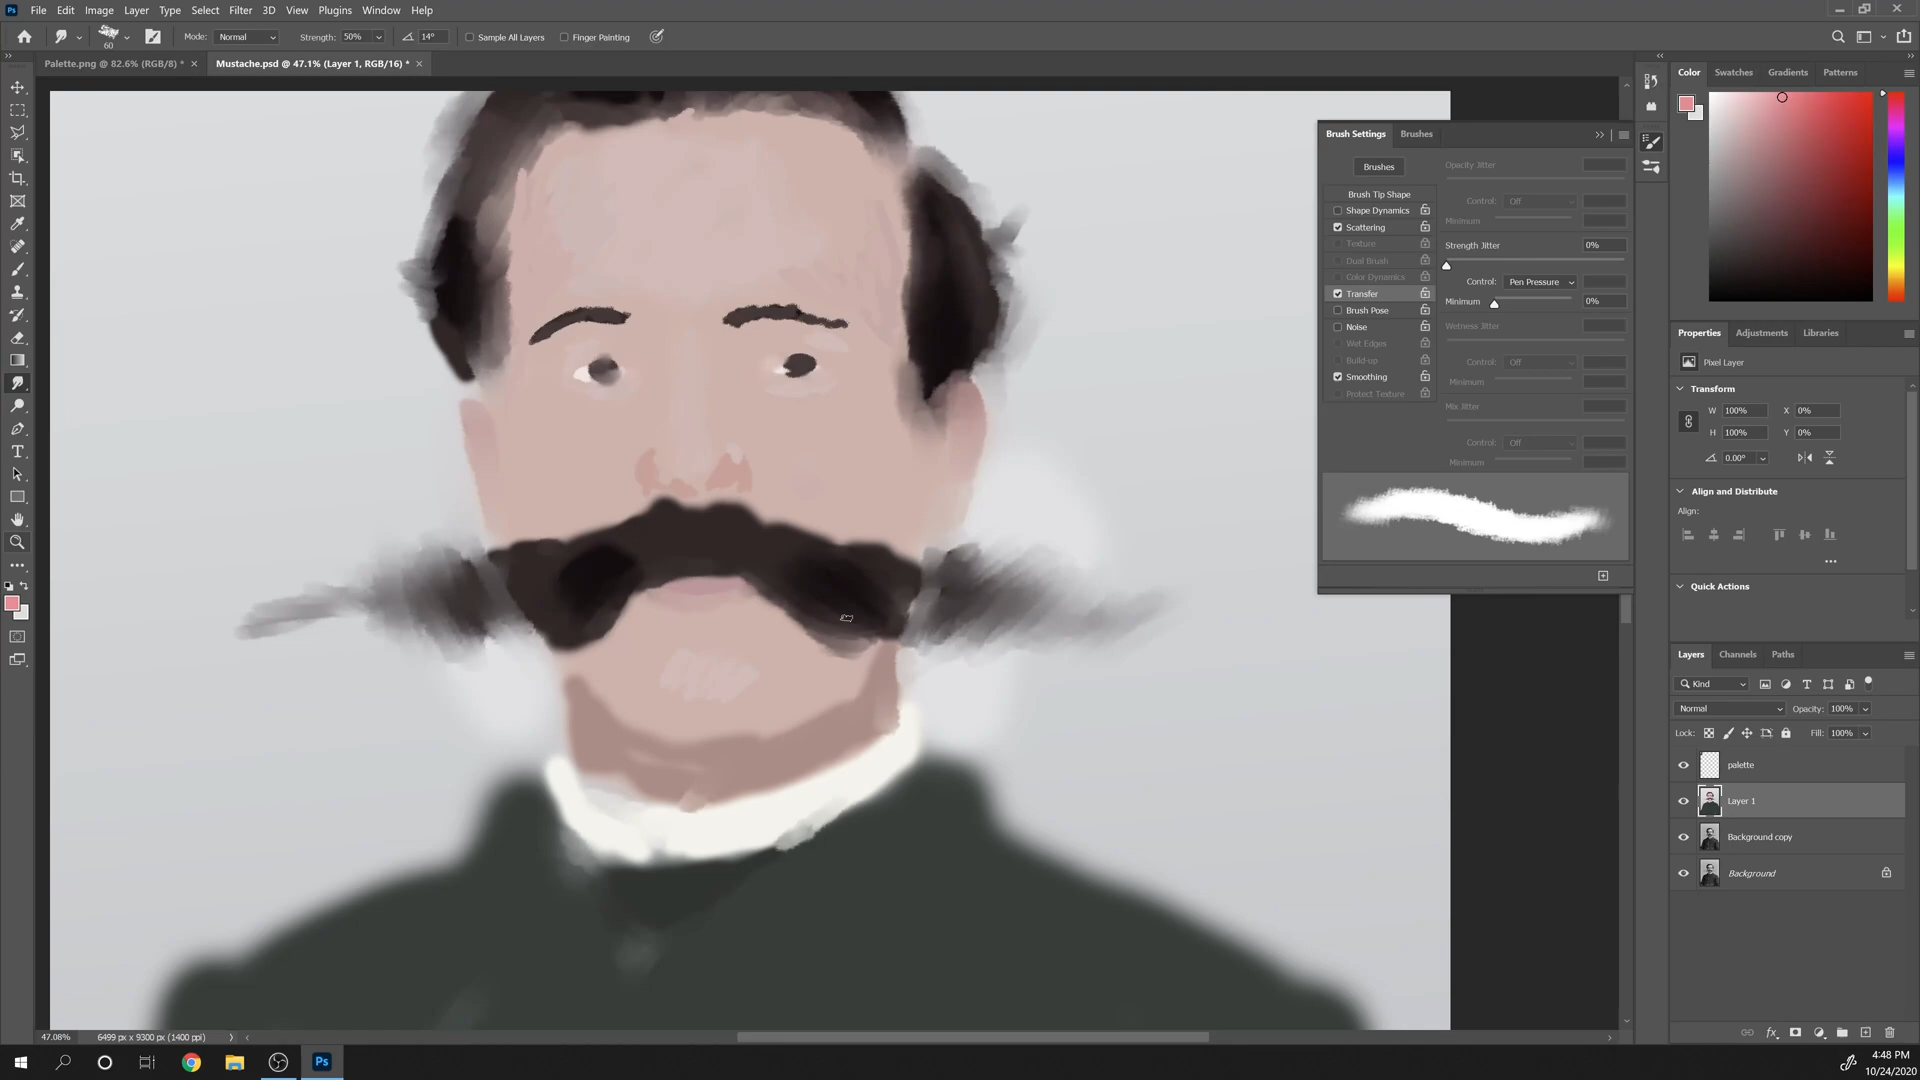 Ps File Edit Image Layer Type Select Filter 3D View Plugins Window Help
60 Mode: Normal Strength: 50% 14° Sample All Layers Finger Painting
Palette.png @ 82.6% (RGB/8) * × Mustache.psd @ 47.1% (Layer 1, RGB/16) * ×
Color Swatches Gradients Patterns
Brush Settings Brushes
Brushes
Brush Tip Shape
Shape Dynamics
Scattering
Texture
Dual Brush
Color Dynamics
Transfer
Brush Pose
Noise
Wet Edges
Build-up
Smoothing
Protect Texture
Opacity Jitter
Control: Off
Minimum
Strength Jitter 0%
Control: Pen Pressure
Minimum 0%
Wetness Jitter
Control: Off
Minimum
Mix Jitter
Control: Off
Minimum
Properties Adjustments Libraries
Pixel Layer
Transform
W 100% X 0%
H 100% Y 0%
0.00°
Align and Distribute
Align:
Quick Actions
Layers Channels Paths
Kind
Normal Opacity: 100%
Lock: Fill: 100%
palette
Layer 1
Background copy
Background
fx
47.08% 6499 px x 9300 px (1400 ppi)
Ps
4:48 PM
10/24/2020